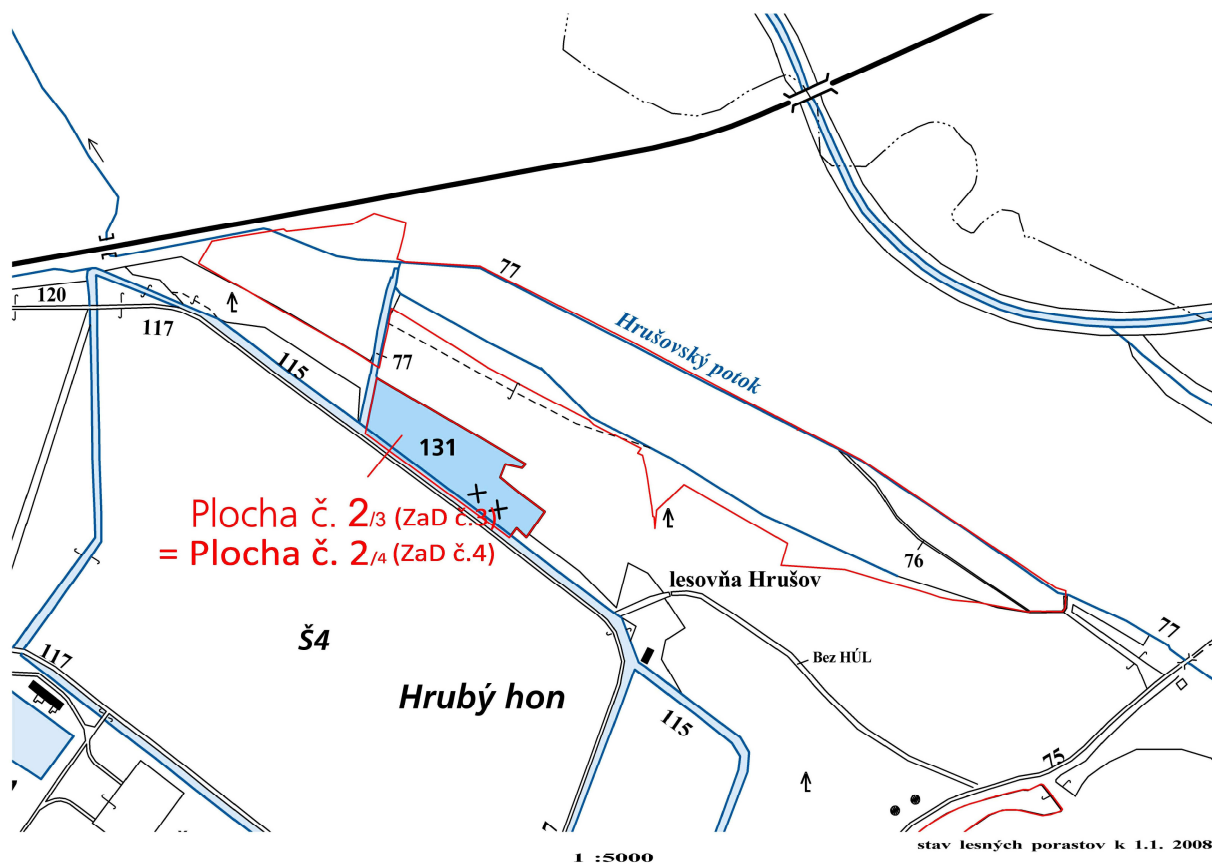 77
120
117
Hrušovský potok
115
77
131
Plocha č. 2/3 (ZaD č.3)
= Plocha č. 2/4 (ZaD č.4)
76
lesovňa Hrušov
77
Š4
117
Bez HÚL
Hrubý hon
115
75
stav lesných porastov k 1.1. 2008
1 :5000